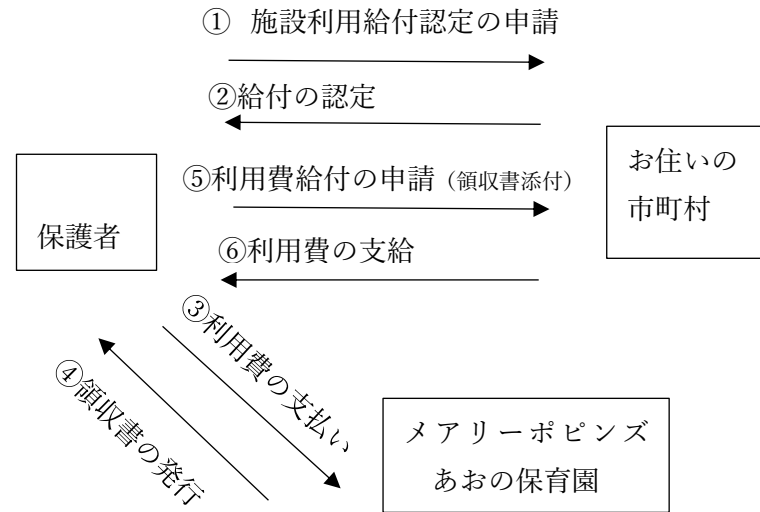 ① 施設利用給付認定の申請
②給付の認定
お住いの
市町村
⑤利用費給付の申請（領収書添付）
保護者
⑥利用費の支給
③利用費の支払い
④領収書の発行
メアリーポピンズ
あおの保育園